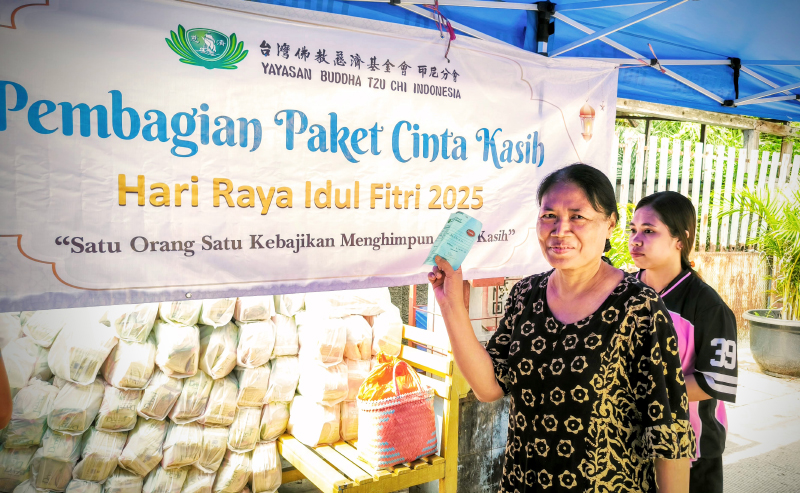 台灣佛教慈濟基金會 印尼分會
YAYASAN BUDDHA TZU CHI INDONESIA
Pembagian Paket Cinta Kasih
Hari Raya Idul Fitri 2025
“Satu Orang Satu Kebajikan Menghimpun Kasih”
39